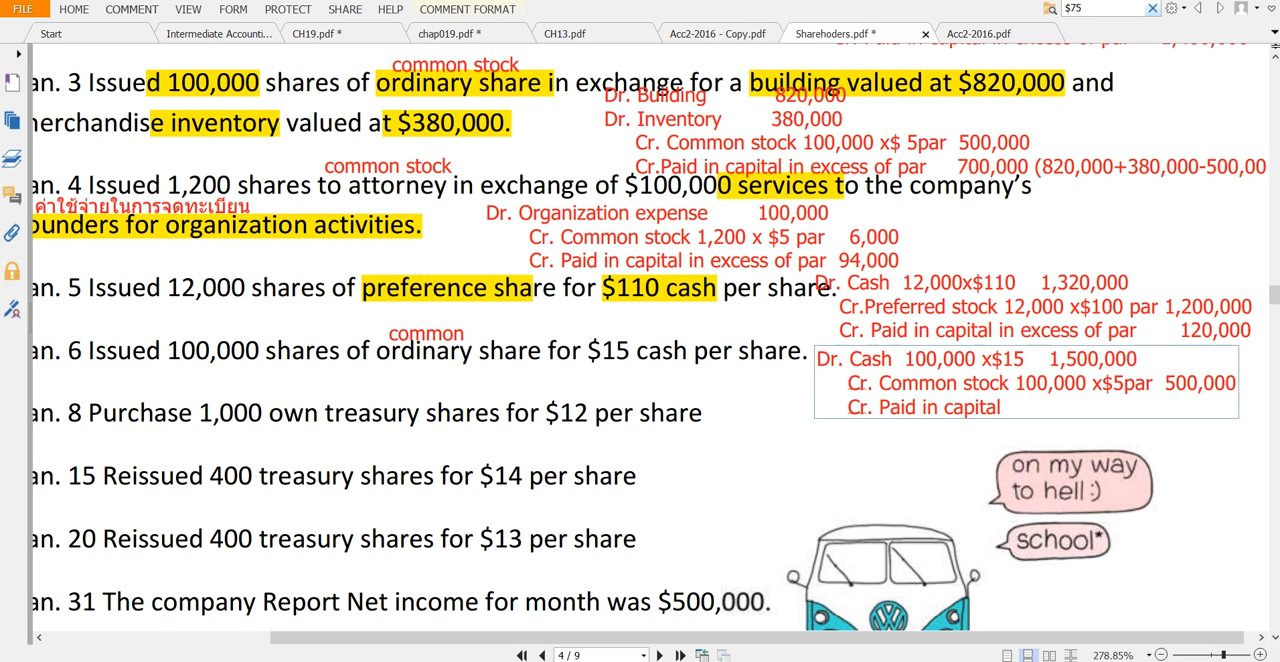 FILE HOME COMMENT VIEW FORM PROTECT SHARE HELP COMMENT FORMAT $75
Start Intermediate Accounti... CH19.pdf * chap019.pdf * CH13.pdf Acc2-2016 - Copy.pdf Shareholders.pdf * Acc2-2016.pdf
common stock
an. 3 Issued 100,000 shares of ordinary share in exchange for a building valued at $820,000 and
Dr. Building 820,000
merchandise inventory valued at $380,000.
Dr. Inventory 380,000
Cr. Common stock 100,000 x$ 5par 500,000
Cr.Paid in capital in excess of par 700,000 (820,000+380,000-500,00
common stock
an. 4 Issued 1,200 shares to attorney in exchange of $100,000 services to the company's
ค่าใช้จ่ายในการจดทะเบียน
ounders for organization activities.
Dr. Organization expense 100,000
Cr. Common stock 1,200 x $5 par 6,000
Cr. Paid in capital in excess of par 94,000
an. 5 Issued 12,000 shares of preference share for $110 cash per share.
Dr. Cash 12,000x$110 1,320,000
Cr.Preferred stock 12,000 x$100 par 1,200,000
Cr. Paid in capital in excess of par 120,000
common
an. 6 Issued 100,000 shares of ordinary share for $15 cash per share.
Dr. Cash 100,000 x$15 1,500,000
Cr. Common stock 100,000 x$5par 500,000
Cr. Paid in capital
an. 8 Purchase 1,000 own treasury shares for $12 per share
an. 15 Reissued 400 treasury shares for $14 per share
on my way
to hell :)
school*
an. 20 Reissued 400 treasury shares for $13 per share
an. 31 The company Report Net income for month was $500,000.
4 / 9 278.85%